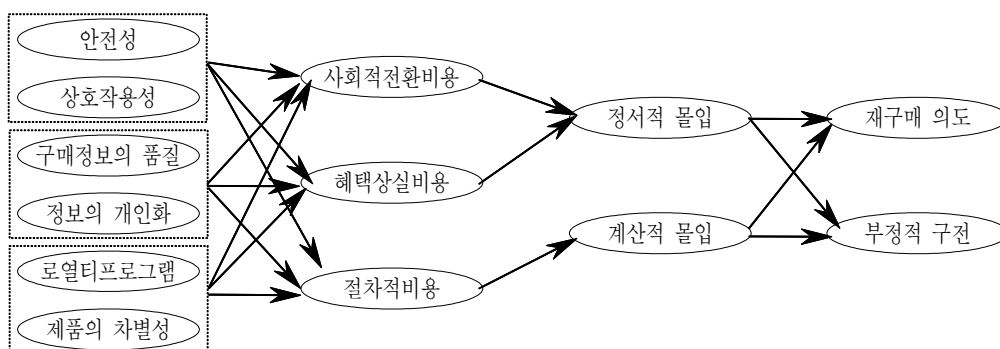 안전성
상호작용성
구매정보의 품질
정보의 개인화
로열티프로그램
제품의 차별성
사회적전환비용
혜택상실비용
절차적비용
정서적 몰입
계산적 몰입
재구매 의도
부정적 구전